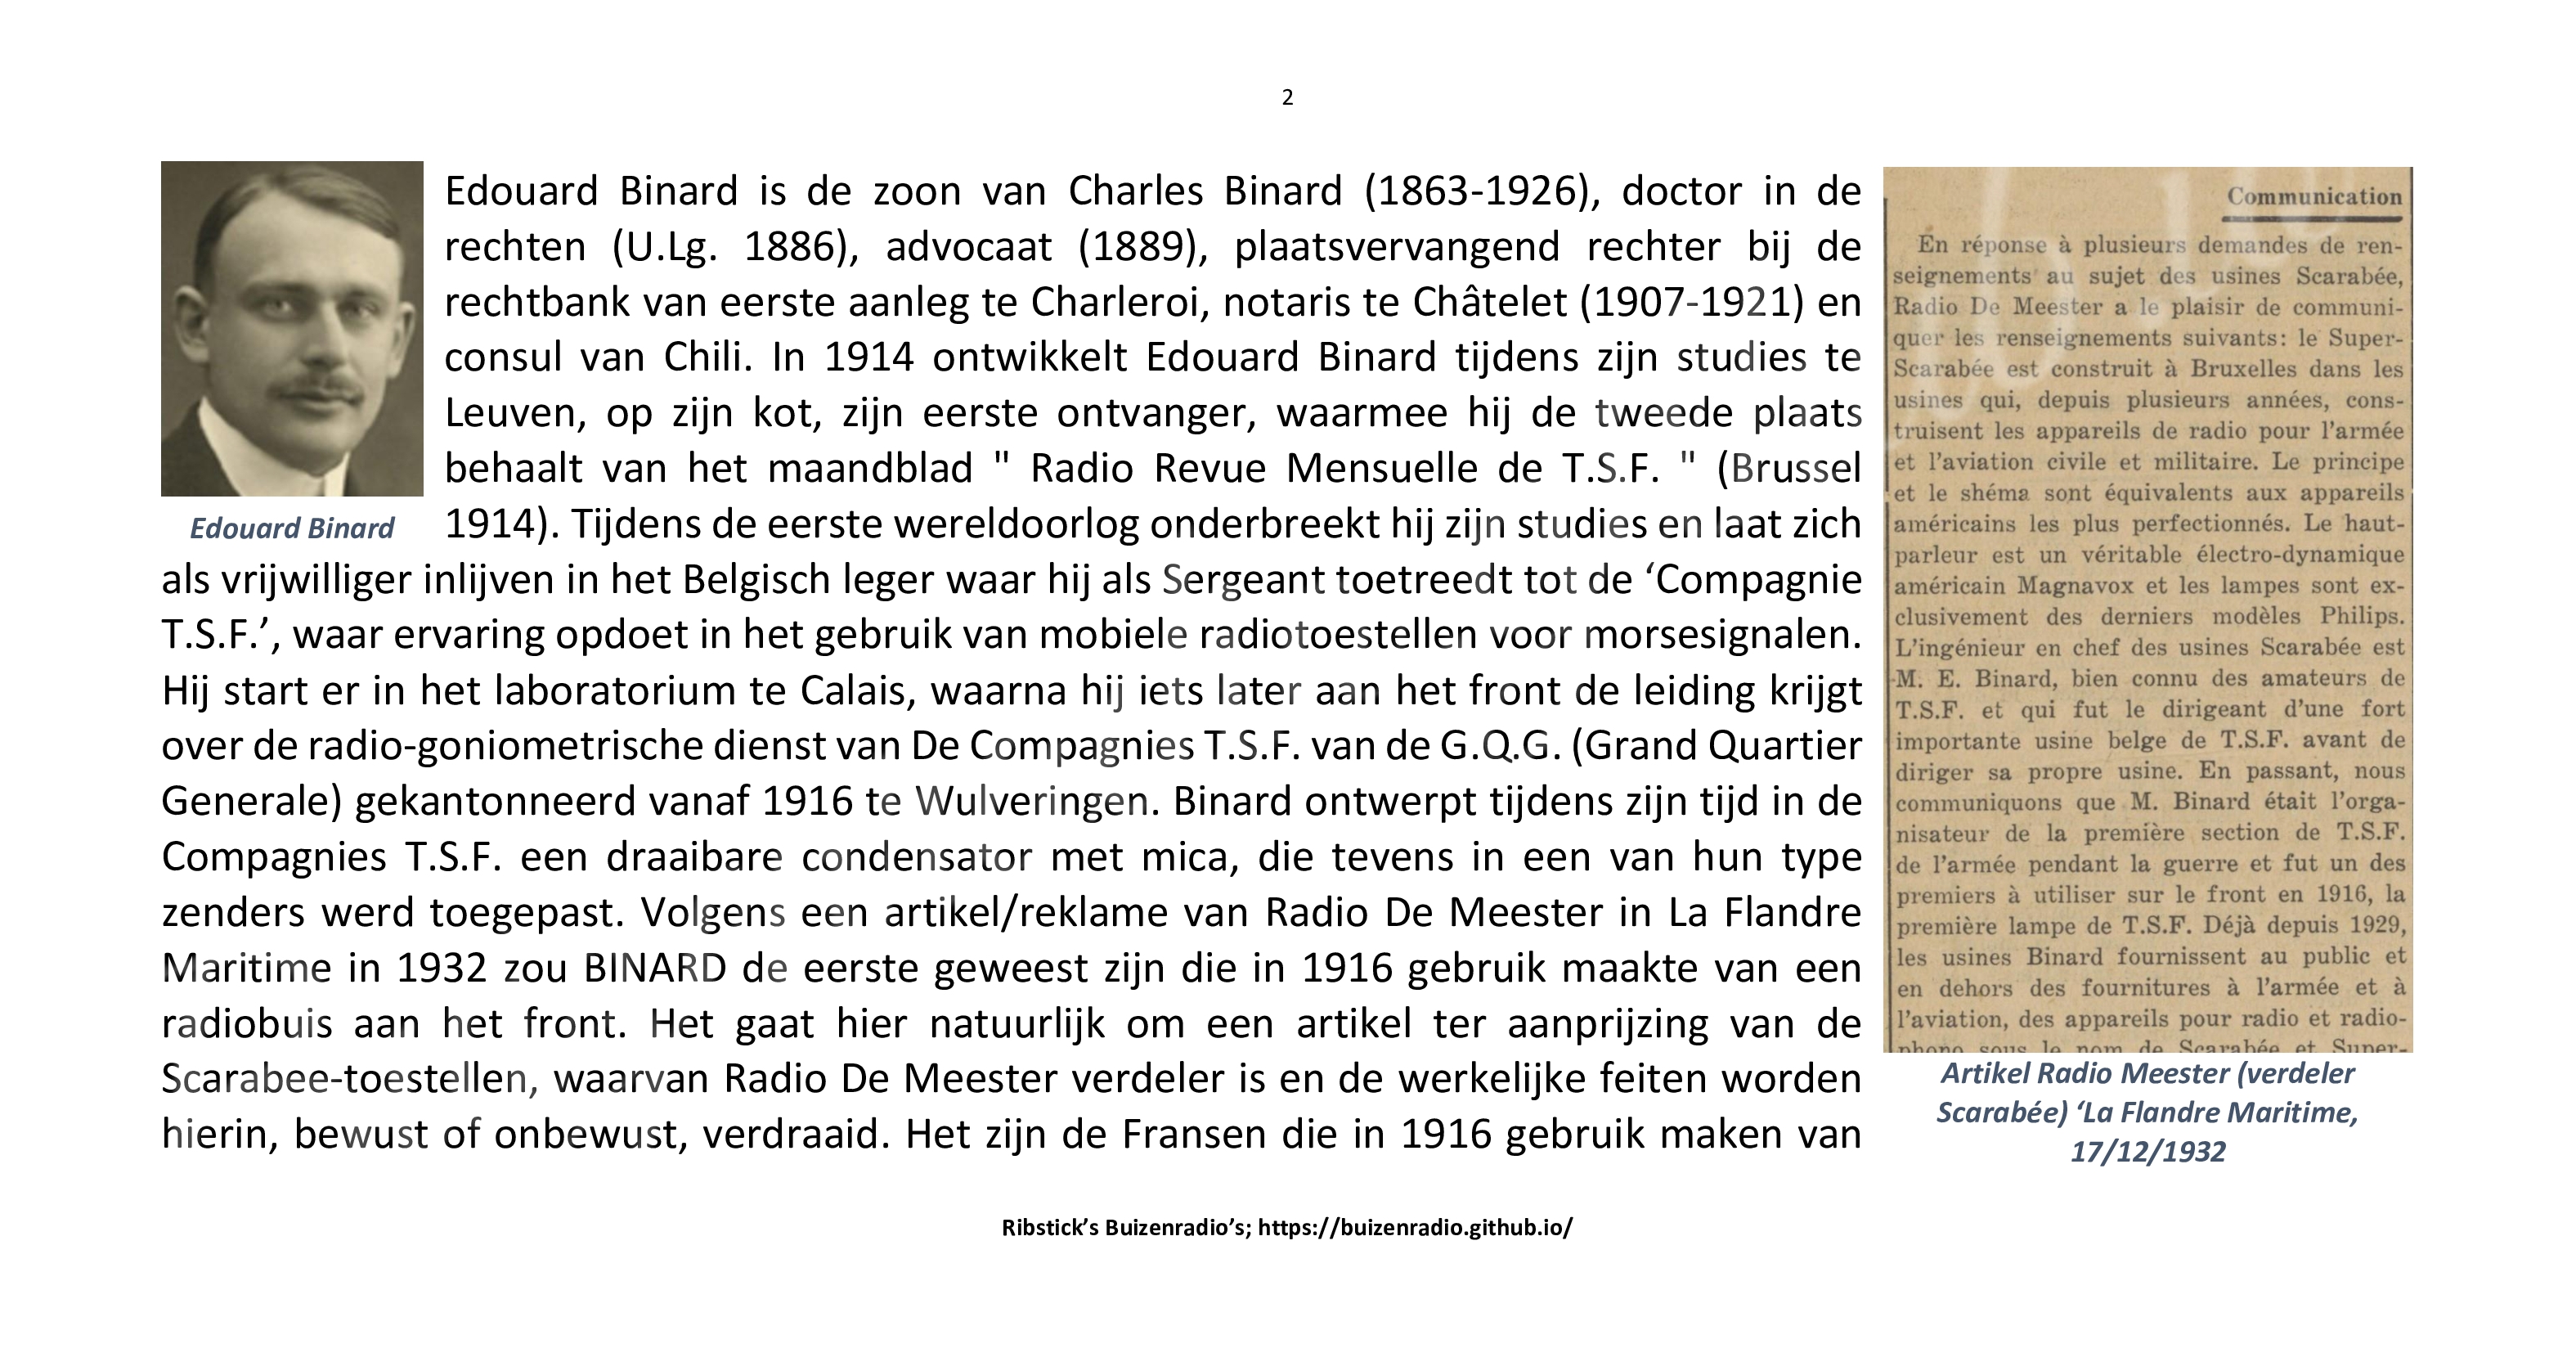 2
Edouard Binard is de zoon van Charles Binard (1863-1926), doctor in de
rechten (U.Lg. 1886), advocaat (1889), plaatsvervangend rechter bij de
rechtbank van eerste aanleg te Charleroi, notaris te Châtelet (1907-1921) en
consul van Chili. In 1914 ontwikkelt Edouard Binard tijdens zijn studies te
Leuven, op zijn kot, zijn eerste ontvanger, waarmee hij de tweede plaats
behaalt van het maandblad " Radio Revue Mensuelle de T.S.F. " (Brussel
1914). Tijdens de eerste wereldoorlog onderbreekt hij zijn studies en laat zich
Edouard Binard
als vrijwilliger inlijven in het Belgisch leger waar hij als Sergeant toetreedt tot de ‘Compagnie
T.S.F.’, waar ervaring opdoet in het gebruik van mobiele radiotoestellen voor morsesignalen.
Hij start er in het laboratorium te Calais, waarna hij iets later aan het front de leiding krijgt
over de radio-goniometrische dienst van De Compagnies T.S.F. van de G.Q.G. (Grand Quartier
Generale) gekantonneerd vanaf 1916 te Wulveringen. Binard ontwerpt tijdens zijn tijd in de
Compagnies T.S.F. een draaibare condensator met mica, die tevens in een van hun type
zenders werd toegepast. Volgens een artikel/reklame van Radio De Meester in La Flandre
Maritime in 1932 zou BINARD de eerste geweest zijn die in 1916 gebruik maakte van een
radiobuis aan het front. Het gaat hier natuurlijk om een artikel ter aanprijzing van de
Scarabee-toestellen, waarvan Radio De Meester verdeler is en de werkelijke feiten worden
hierin, bewust of onbewust, verdraaid. Het zijn de Fransen die in 1916 gebruik maken van
Communication
En réponse à plusieurs demandes de ren-
seignements au sujet des usines Scarabée,
Radio De Meester a le plaisir de communi-
quer les renseignements suivants: le Super-
Scarabée est construit à Bruxelles dans les
usines qui, depuis plusieurs années, cons-
truisent les appareils de radio pour l'armée
et l'aviation civile et militaire. Le principe
et le shéma sont équivalents aux appareils
américains les plus perfectionnés. Le haut-
parleur est un véritable électro-dynamique
américain Magnavox et les lampes sont ex-
clusivement des derniers modèles Philips.
L'ingénieur en chef des usines Scarabée est
M. E. Binard, bien connu des amateurs de
T.S.F. et qui fut le dirigeant d'une fort
importante usine belge de T.S.F. avant de
diriger sa propre usine. En passant, nous
communiquons que M. Binard était l'orga-
nisateur de la première section de T.S.F.
de l'armée pendant la guerre et fut un des
premiers à utiliser sur le front en 1916, la
première lampe de T.S.F. Déjà depuis 1929,
les usines Binard fournissent au public et
en dehors des fournitures à l'armée et à
l'aviation, des appareils pour radio et radio-
phono sous le nom de Scarabée et Super-
Artikel Radio Meester (verdeler
Scarabée) ‘La Flandre Maritime,
17/12/1932
Ribstick’s Buizenradio’s; https://buizenradio.github.io/